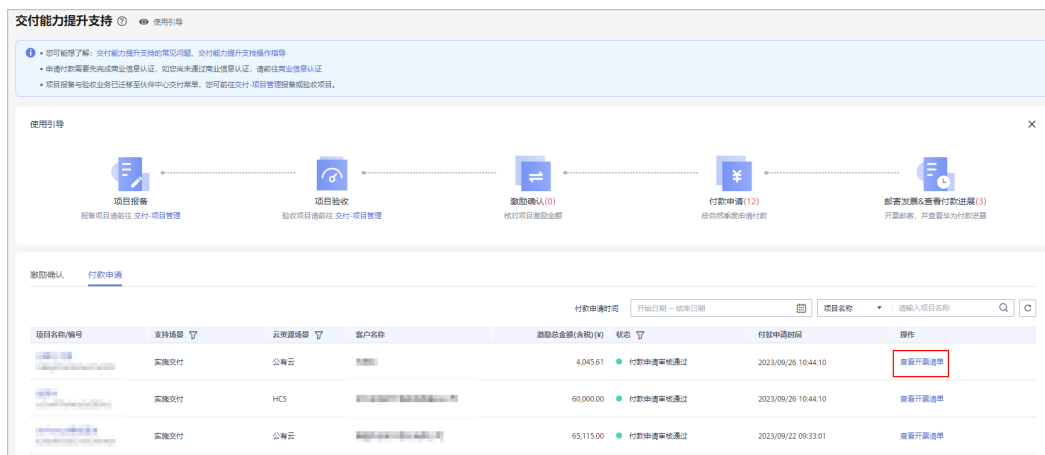 交付能力提升支持 使用引导
• 您可能想了解：交付能力提升支持的常见问题、交付能力提升支持操作指导
• 申请付款需要先完成商业信息认证，如您尚未通过商业信息认证，请前往商业信息认证
• 项目报备与验收业务已迁移至伙伴中心交付菜单，您可前往交付-项目管理报备或验收项目。
使用引导
项目报备 项目验收 激励确认(0) 付款申请(12) 邮寄发票&查看付款进展(3)
报备项目请前往 交付-项目管理 验收项目请前往 交付-项目管理 核对项目激励金额 按自然季度申请付款 开票邮寄，并查看华为付款进展
激励确认 付款申请
付款申请时间 开始日期 – 结束日期 项目名称 请输入项目名称
项目名称/编号 支持场景 云资源场景 客户名称 激励总金额(含税)(¥) 状态 付款申请时间 操作
实施交付 公有云 4,045.61 付款申请审核通过 2023/09/26 10:44:10 查看开票清单
实施交付 HCS 60,000.00 付款申请审核通过 2023/09/26 10:44:10 查看开票清单
实施交付 公有云 65,115.00 付款申请审核通过 2023/09/22 09:33:01 查看开票清单